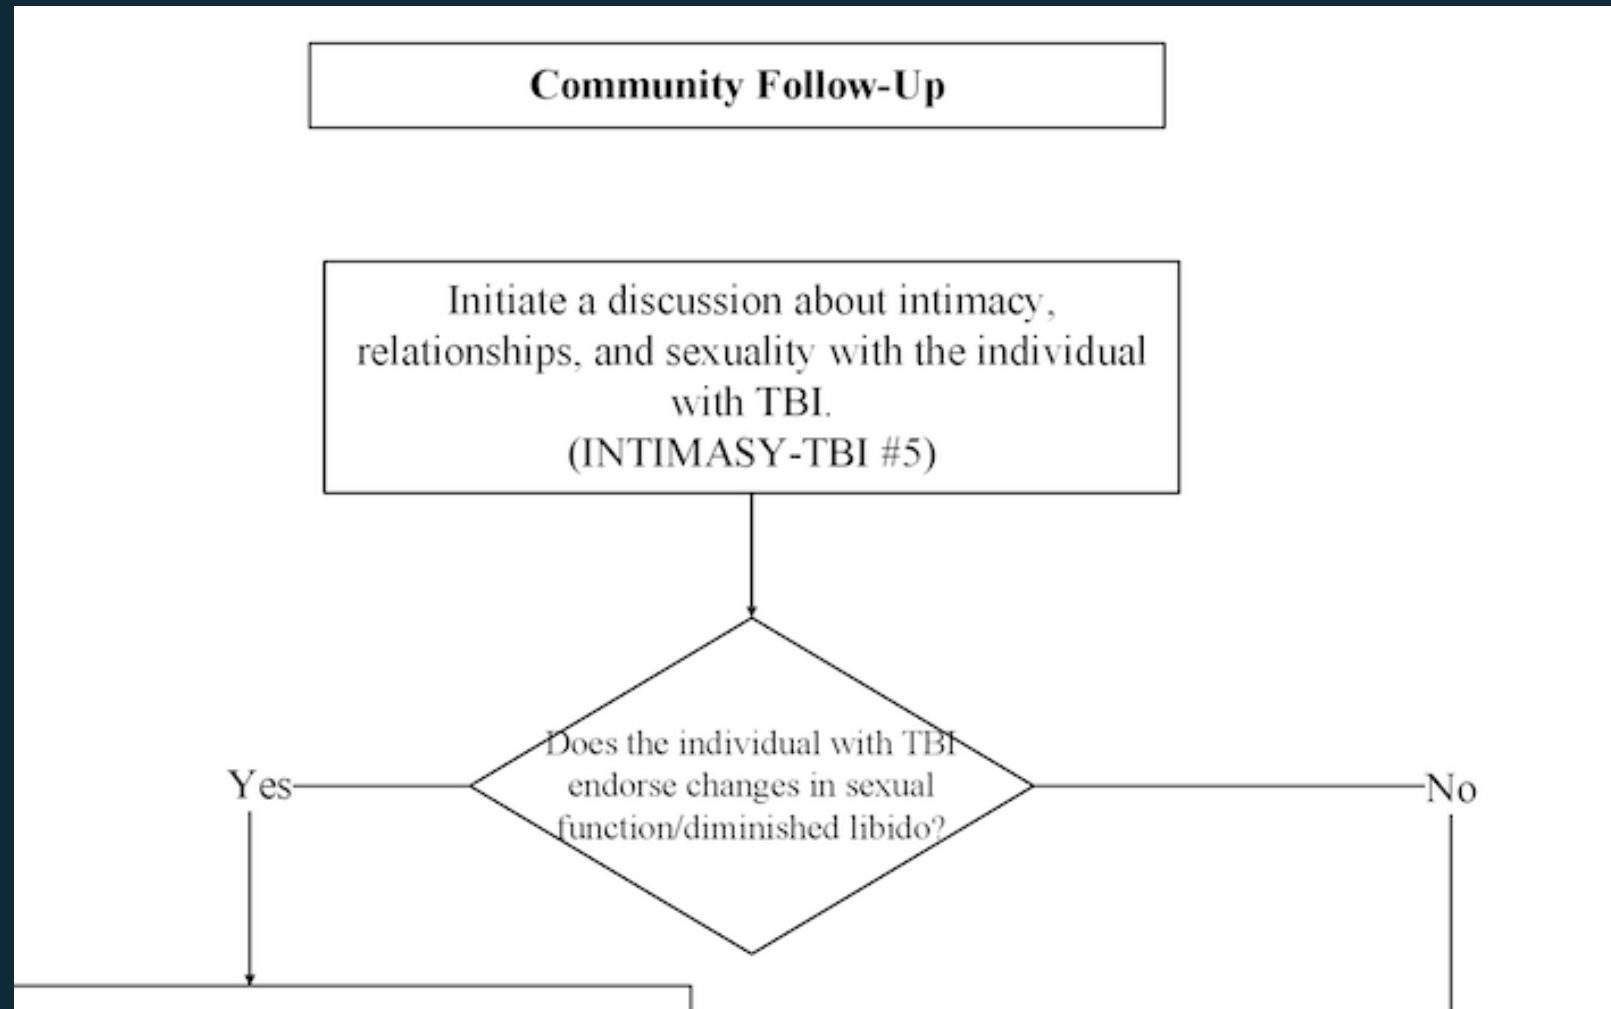 Community Follow-Up
Initiate a discussion about intimacy,
relationships, and sexuality with the individual
with TBI.
(INTIMASY-TBI #5)
Does the individual with TBI
endorse changes in sexual
function/diminished libido?
Yes
No